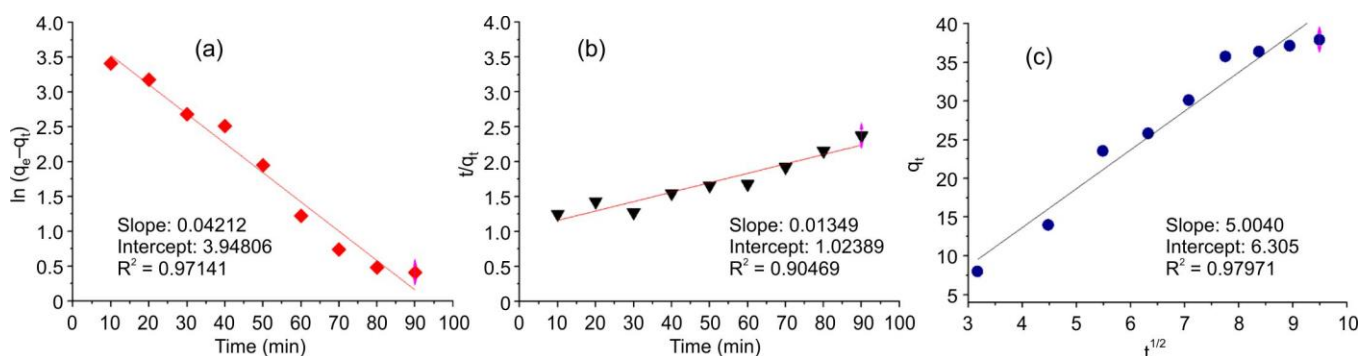 (a)
ln (qₑ–qₜ)
4.0
3.5
3.0
2.5
2.0
1.5
1.0
0.5
0
Slope: 0.04212
Intercept: 3.94806
R² = 0.97141
0 10 20 30 40 50 60 70 80 90 100
Time (min)
(b)
t/qₜ
4.0
3.5
3.0
2.5
2.0
1.5
1.0
0.5
0
Slope: 0.01349
Intercept: 1.02389
R² = 0.90469
0 10 20 30 40 50 60 70 80 90 100
Time (min)
(c)
qₜ
40
35
30
25
20
15
10
5
Slope: 5.0040
Intercept: 6.305
R² = 0.97971
3 4 5 6 7 8 9 10
t^1/2